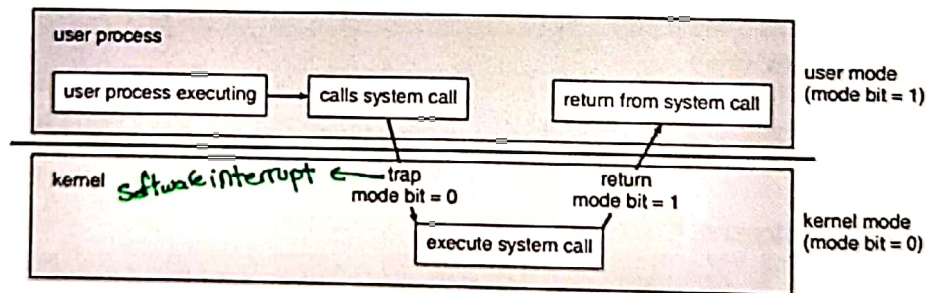 user process
user process executing
calls system call
return from system call
user mode
(mode bit = 1)
kernel
software interrupt
trap
mode bit = 0
return
mode bit = 1
execute system call
kernel mode
(mode bit = 0)